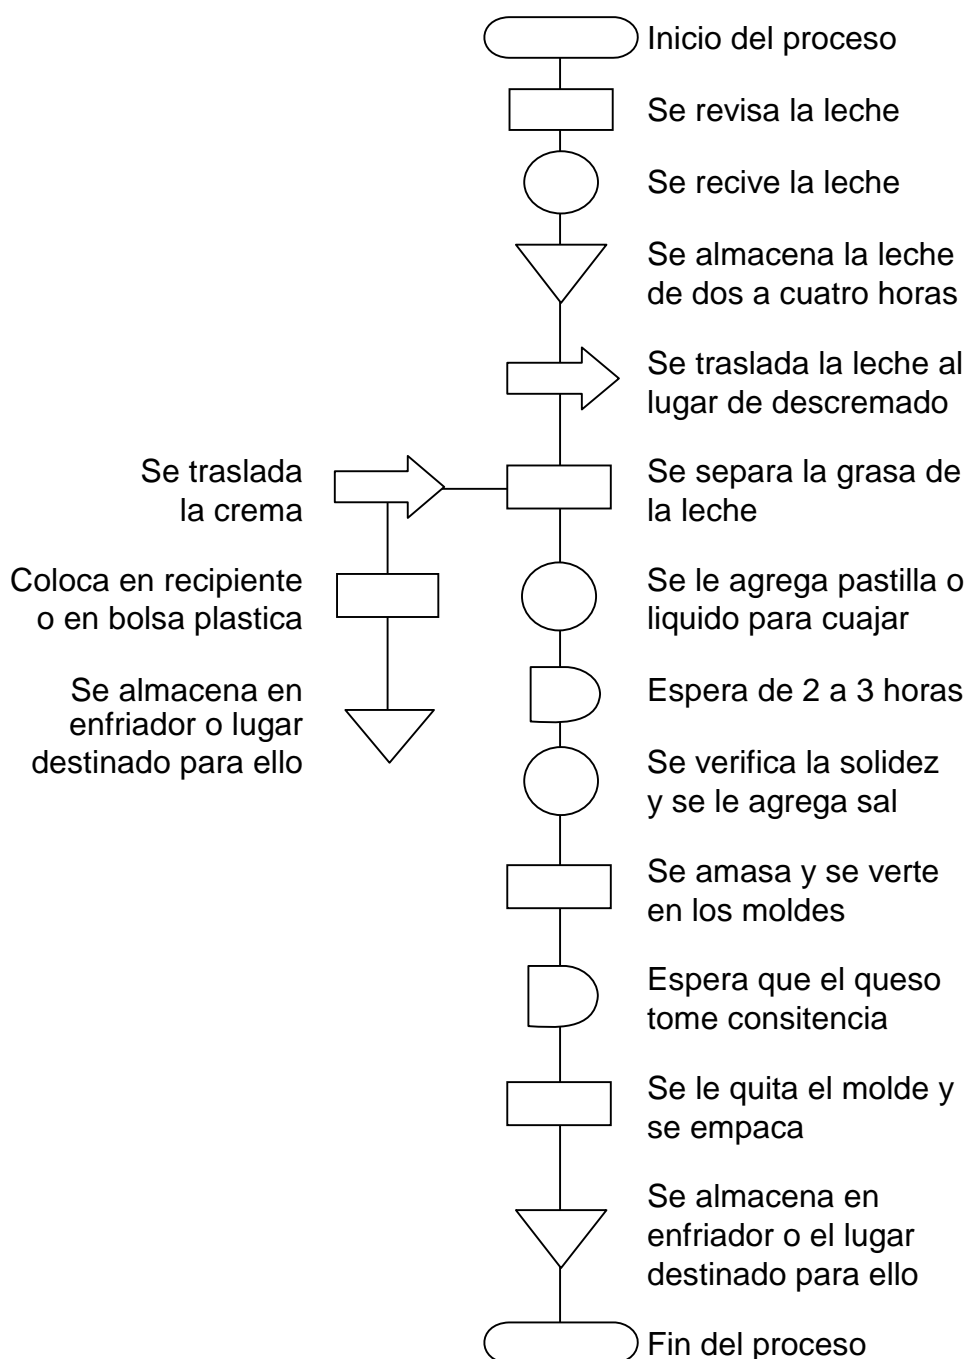 Inicio del proceso
Se revisa la leche
Se recive la leche
Se almacena la leche
de dos a cuatro horas
Se traslada la leche al
lugar de descremado
Se separa la grasa de
la leche
Se traslada
la crema
Coloca en recipiente
o en bolsa plastica
Se almacena en
enfriador o lugar
destinado para ello
Se le agrega pastilla o
liquido para cuajar
Espera de 2 a 3 horas
Se verifica la solidez
y se le agrega sal
Se amasa y se verte
en los moldes
Espera que el queso
tome consitencia
Se le quita el molde y
se empaca
Se almacena en
enfriador o el lugar
destinado para ello
Fin del proceso